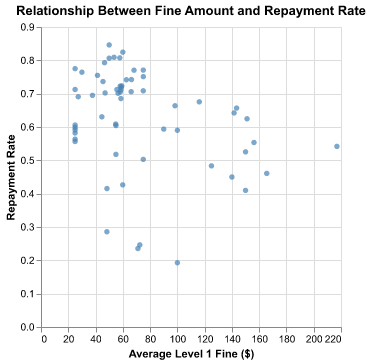 Relationship Between Fine Amount and Repayment Rate
0.9
0.8
0.7
0.6
0.5
0.4
0.3
0.2
0.1
0.0
Repayment Rate
0 20 40 60 80 100 120 140 160 180 200 220
Average Level 1 Fine ($)